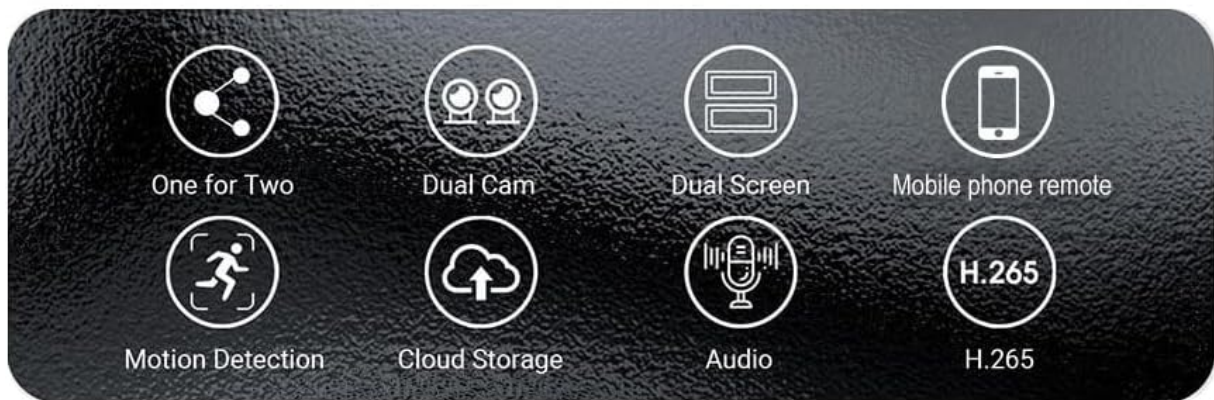 One for Two
Dual Cam
Dual Screen
Mobile phone remote
H.265
Motion Detection
Cloud Storage
Audio
H.265